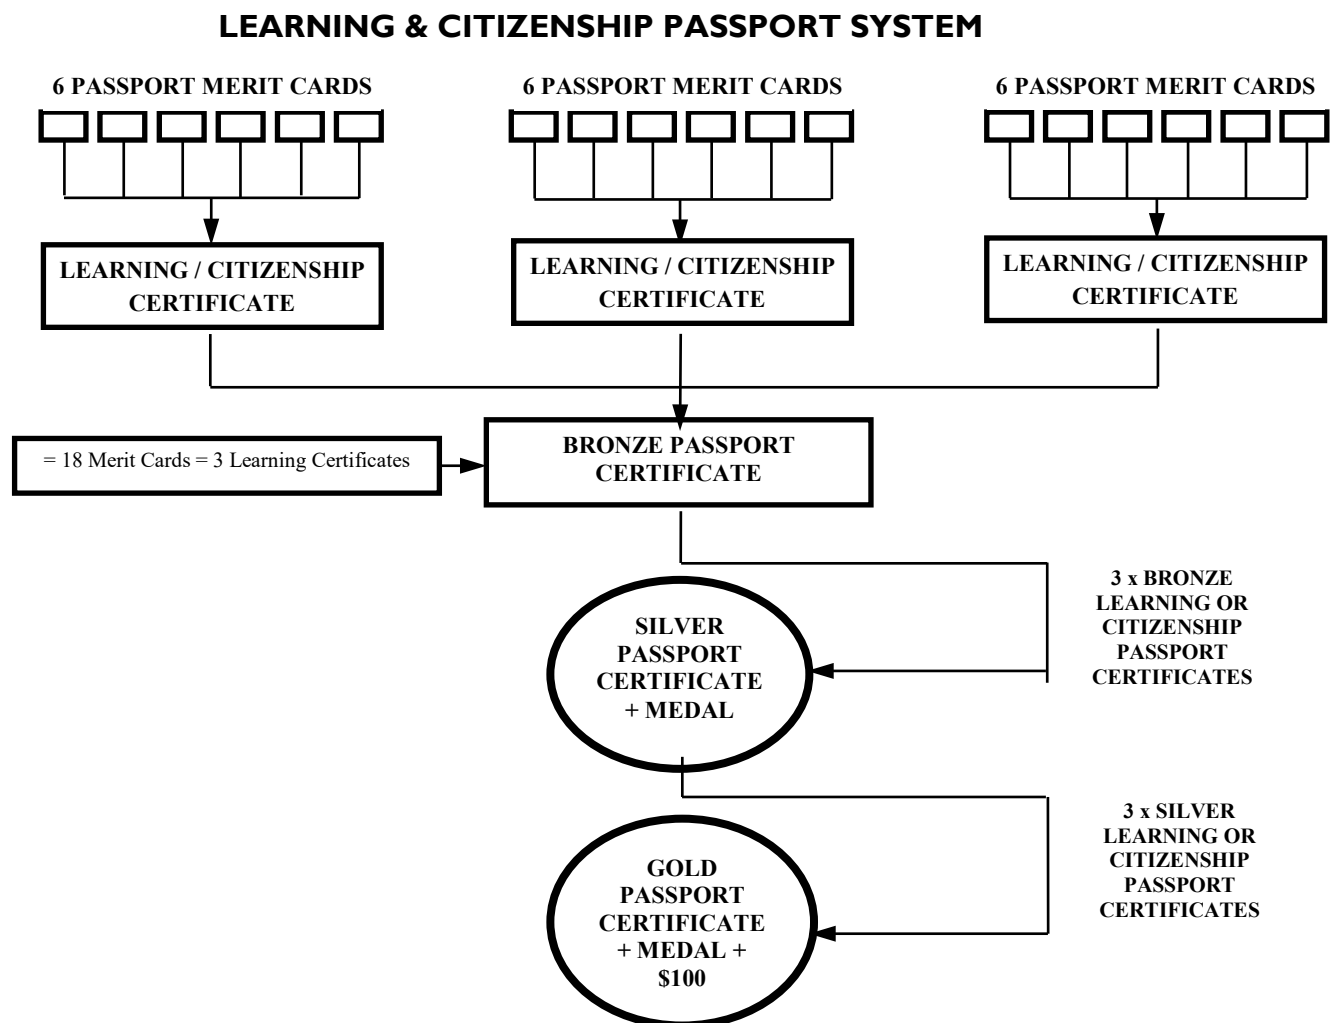 LEARNING & CITIZENSHIP PASSPORT SYSTEM
6 PASSPORT MERIT CARDS
6 PASSPORT MERIT CARDS
6 PASSPORT MERIT CARDS
LEARNING / CITIZENSHIP
CERTIFICATE
LEARNING / CITIZENSHIP
CERTIFICATE
LEARNING / CITIZENSHIP
CERTIFICATE
= 18 Merit Cards = 3 Learning Certificates
BRONZE PASSPORT
CERTIFICATE
3 x BRONZE
LEARNING OR
CITIZENSHIP
PASSPORT
CERTIFICATES
SILVER
PASSPORT
CERTIFICATE
+ MEDAL
3 x SILVER
LEARNING OR
CITIZENSHIP
PASSPORT
CERTIFICATES
GOLD
PASSPORT
CERTIFICATE
+ MEDAL +
$100